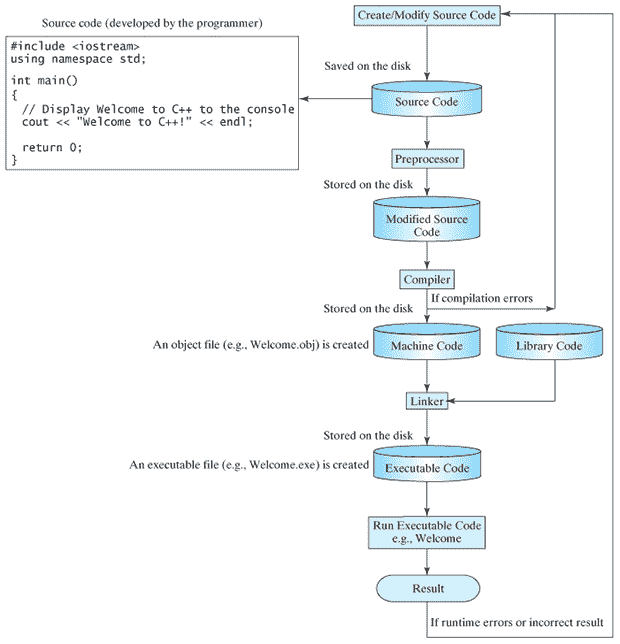 Source code (developed by the programmer)
#include <iostream>
using namespace std;
int main()
{
// Display Welcome to C++ to the console
cout << "Welcome to C++!" << endl;
return 0;
}
Create/Modify Source Code
Saved on the disk
Source Code
Preprocessor
Stored on the disk
Modified Source
Code
Compiler
If compilation errors
Stored on the disk
An object file (e.g., Welcome.obj) is created
Machine Code
Library Code
Linker
Stored on the disk
An executable file (e.g., Welcome.exe) is created
Executable Code
Run Executable Code
e.g., Welcome
Result
If runtime errors or incorrect result